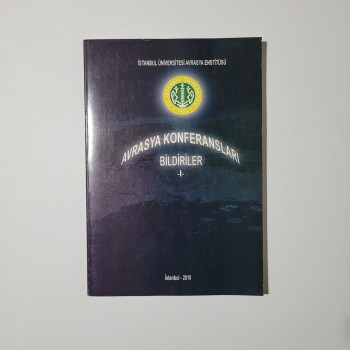 İSTANBUL ÜNİVERSİTESİ AVRASYA ENSTİTÜSÜ
AVRASYA KONFERANSLARI
BİLDİRİLER
-I-
İstanbul - 2010